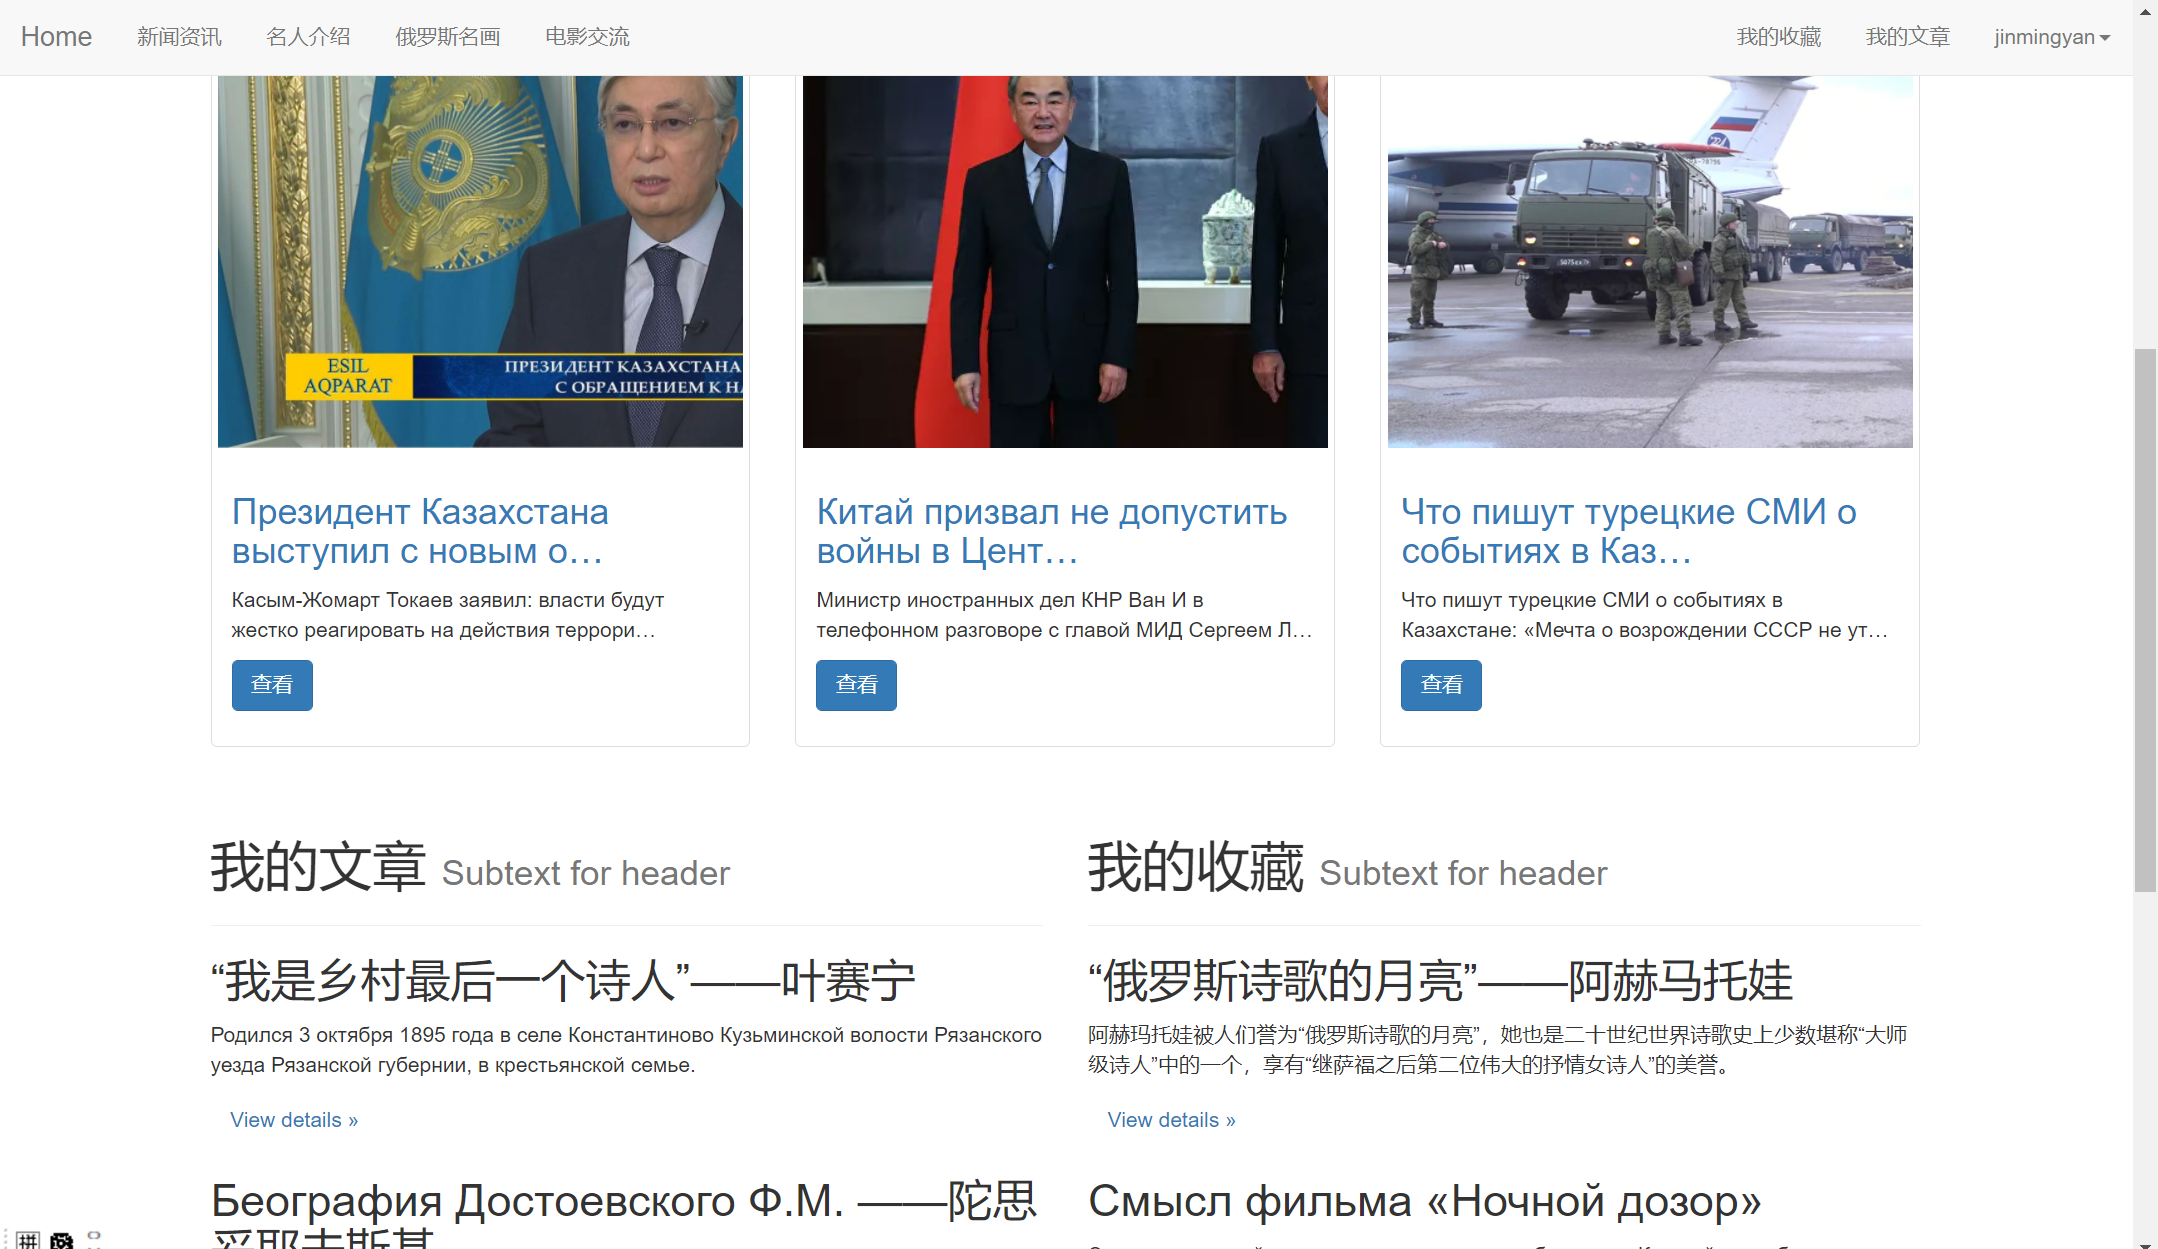 Home 新闻资讯 名人介绍 俄罗斯名画 电影交流 我的收藏 我的文章 jinmingyan
ESIL
AQPARAT
ПРЕЗИДЕНТ КАЗАХСТАНА
С ОБРАЩЕНИЕМ К НА
Президент Казахстана
выступил с новым о…
Касым-Жомарт Токаев заявил: власти будут
жестко реагировать на действия террори…
查看
Китай призвал не допустить
войны в Цент…
Министр иностранных дел КНР Ван И в
телефонном разговоре с главой МИД Сергеем Л…
查看
Что пишут турецкие СМИ о
событиях в Каз…
Что пишут турецкие СМИ о событиях в
Казахстане: «Мечта о возрождении СССР не ут…
查看
我的文章 Subtext for header
“我是乡村最后一个诗人”——叶赛宁
Родился 3 октября 1895 года в селе Константиново Кузьминской волости Рязанского
уезда Рязанской губернии, в крестьянской семье.
View details »
Беография Достоевского Ф.М. ——陀思
妥耶夫斯基
我的收藏 Subtext for header
“俄罗斯诗歌的月亮”——阿赫马托娃
阿赫玛托娃被人们誉为“俄罗斯诗歌的月亮”，她也是二十世纪世界诗歌史上少数堪称“大师
级诗人”中的一个，享有“继萨福之后第二位伟大的抒情女诗人”的美誉。
View details »
Смысл фильма «Ночной дозор»
拼